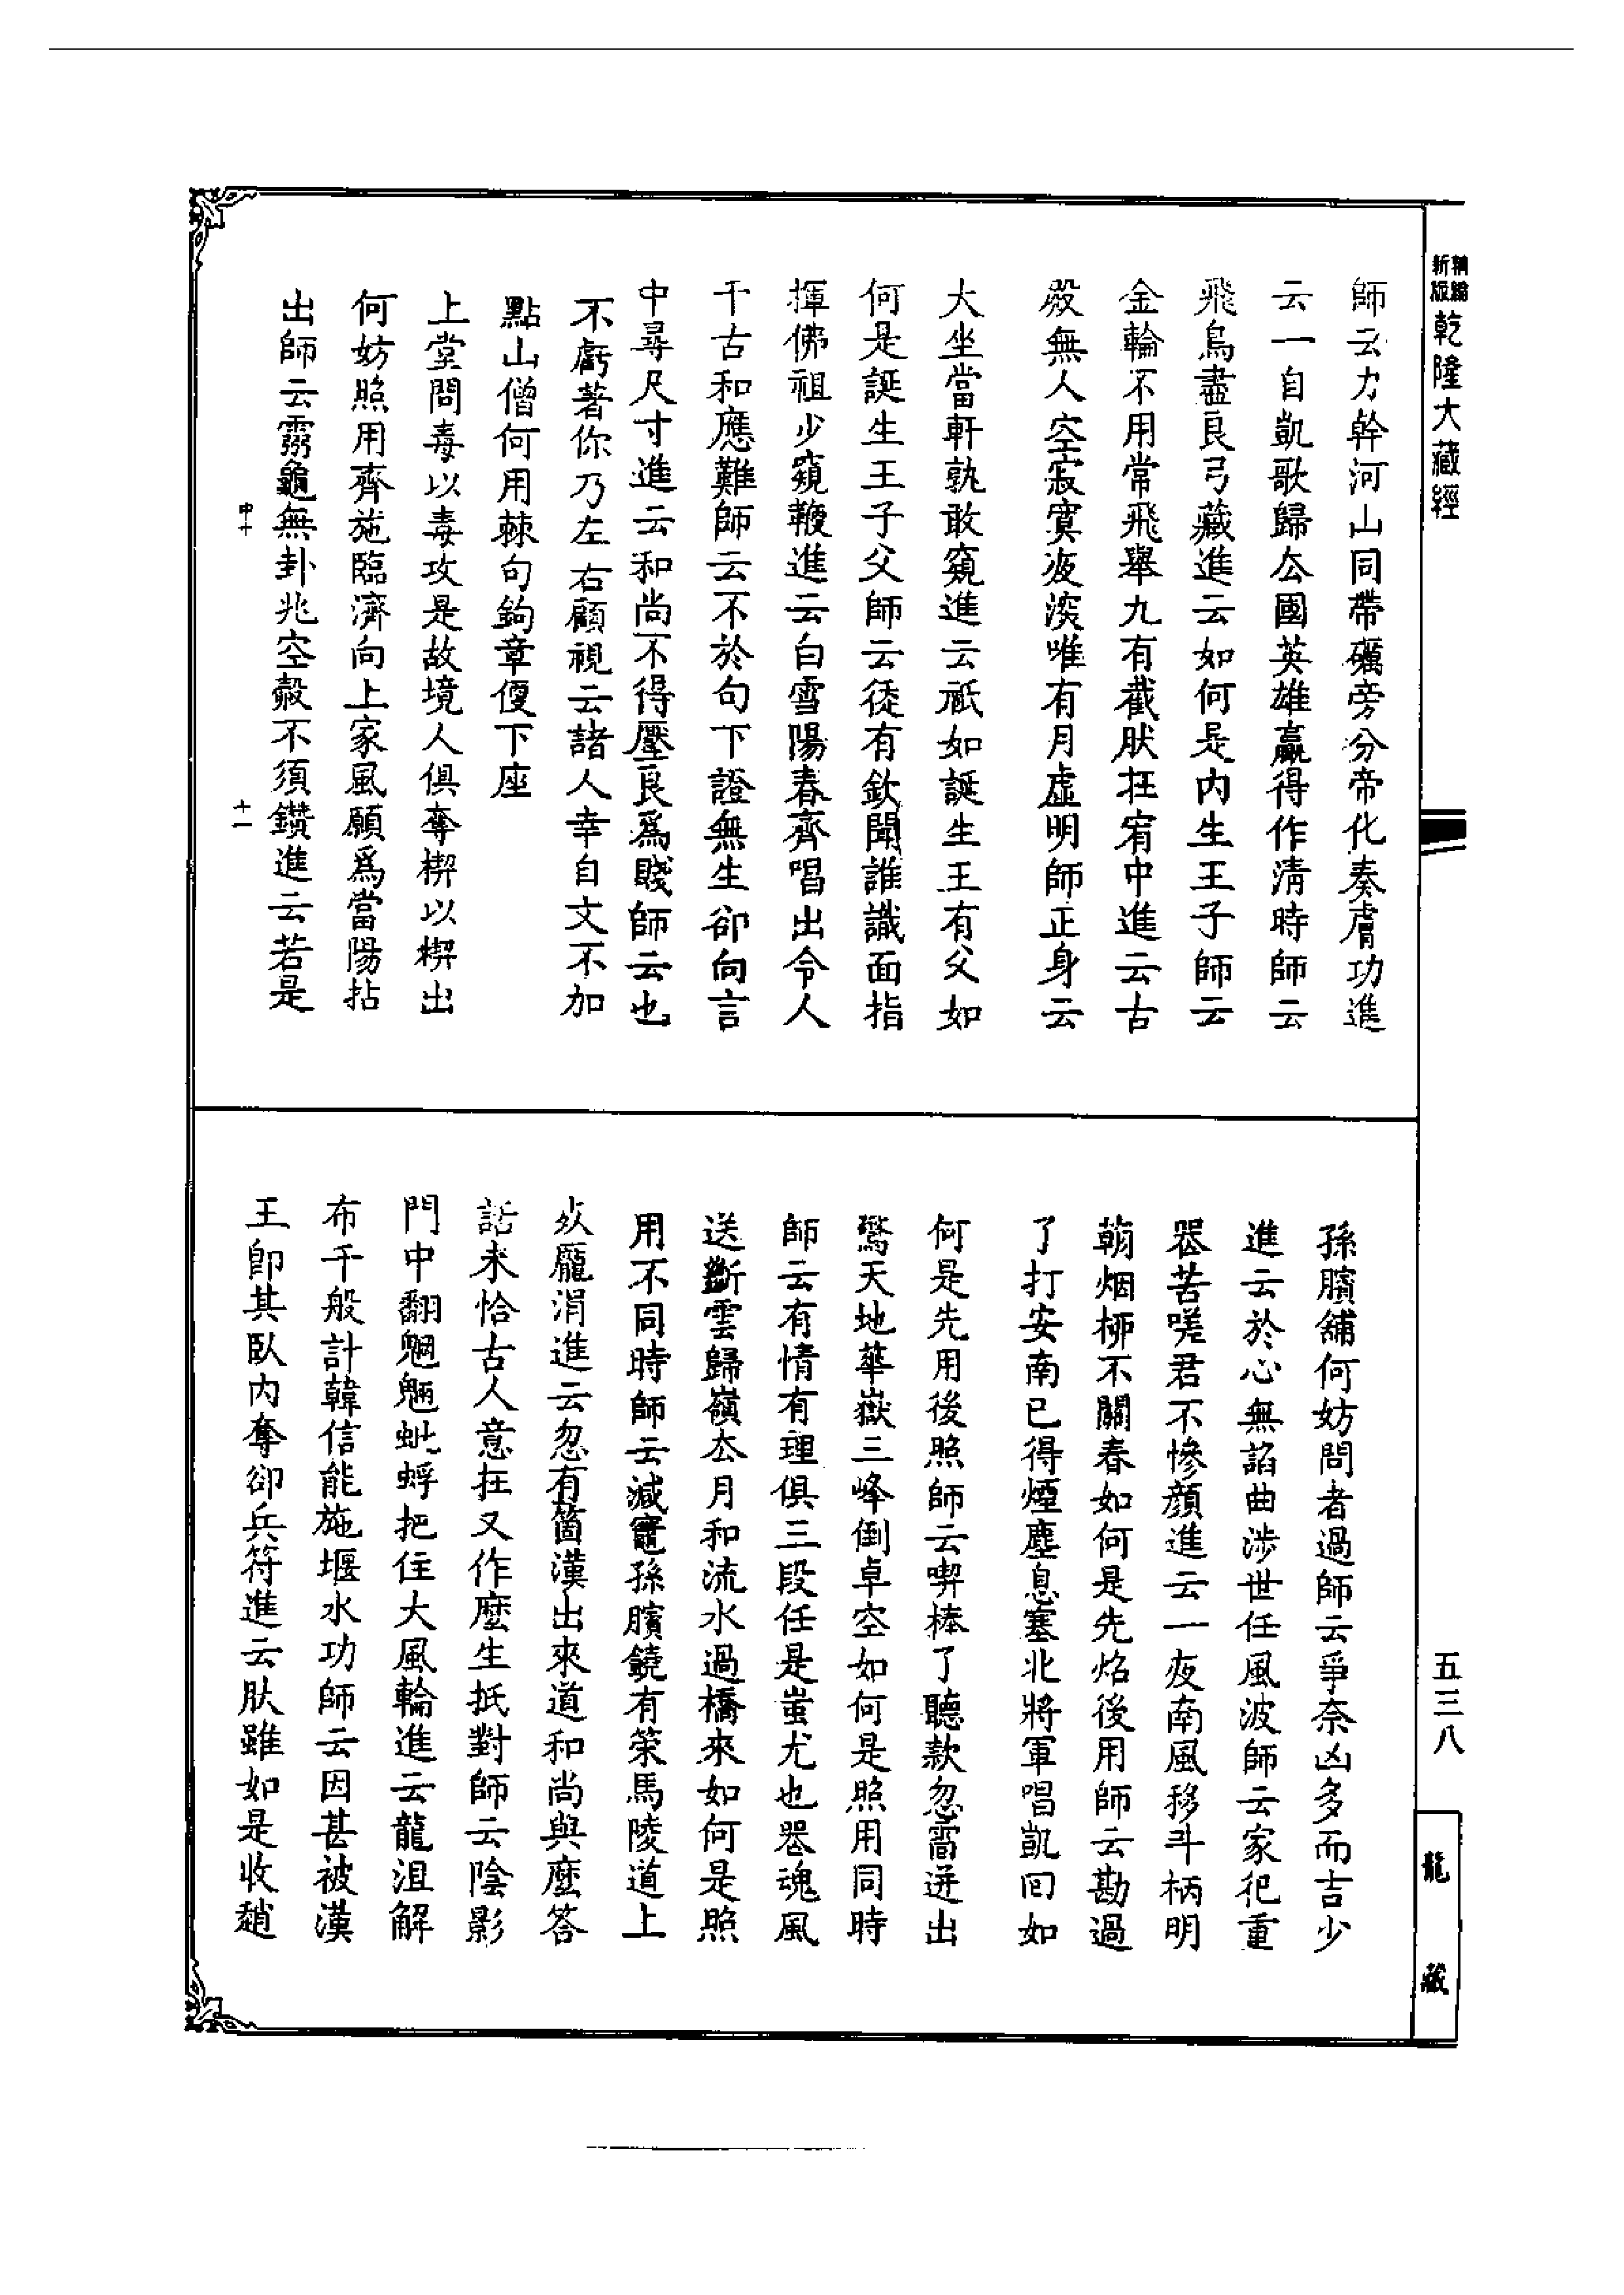 精編新版乾隆大藏經
師云力幹河山同帶礪旁分帝化奏膚功進
云一自凱歌歸厺國英雄贏得作清時師云
飛鳥盡良弓藏進云如何是內生王子師云
金輪不用常飛舉九有截肰在宥中進云古
殿無人空寂寞夜深唯有月虛明師正身云
大坐當軒孰敢窺進云祇如誕生王有父如
何是誕生王子父師云徒有欽聞誰識面指
揮佛祖少窺鞭進云白雪陽春齊唱出令人
千古和應難師云不於句下證無生卻向言
中尋尺寸進云和尚不得壓良爲賤師云也
不虧著你乃左右顧視云諸人幸自文不加
點山僧何用棘句鉤章便下座
上堂問毒以毒攻是故境人俱奪楔以楔出
何妨照用齊施臨濟向上家風願爲當陽拈
出師云靈龜無卦兆空殼不須鑽進云若是
十一
孫臏舖何妨問者過師云爭奈凶多而吉少
進云於心無諂曲涉世任風波師云家祀重
器苦嗟君不慘顏進云一夜南風移斗柄明
朝烟柳不關春如何是先炤後用師云勘過
了打安南已得煙塵息塞北將軍唱凱回如
何是先用後照師云喫棒了聽款忽雷迸出
驚天地華嶽三峰倒卓空如何是照用同時
師云有情有理俱三段任是蚩尤也喪魂風
送斷雲歸嶺厺月和流水過橋來如何是照
用不同時師云減竈孫臏饒有策馬陵道上
死龐涓進云忽有箇漢出來道和尚與麼答
話未恰古人意在又作麼生抵對師云陰影
門中翻魍魎蚍蜉把住大風輪進云龍沮解
布千般計韓信能施堰水功師云因甚被漢
王卽其臥內奪卻兵符進云肰雖如是收趙
五三八
龍藏